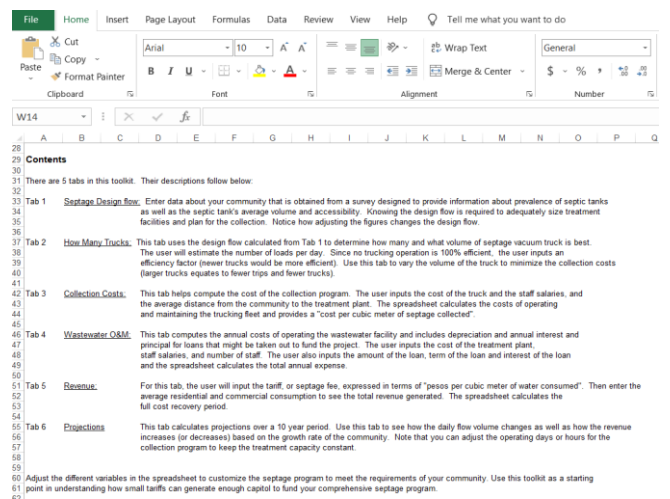 File Home Insert Page Layout Formulas Data Review View Help Tell me what you want to do
Cut
Copy
Paste
Format Painter
Clipboard
Arial 10 A A
B I U A
Font
Wrap Text
Merge & Center
Alignment
General
$ % ,
Number
W14 fx
A B C D E F G H I J K L M N O P Q
28
29 Contents
30
31 There are 5 tabs in this toolkit. Their descriptions follow below:
32
33 Tab 1 Septage Design flow: Enter data about your community that is obtained from a survey designed to provide information about prevalence of septic tanks
34 as well as the septic tank's average volume and accessibility. Knowing the design flow is required to adequately size treatment
35 facilities and plan for the collection. Notice how adjusting the figures changes the design flow.
36
37 Tab 2 How Many Trucks: This tab uses the design flow calculated from Tab 1 to determine how many and what volume of septage vacuum truck is best.
38 The user will estimate the number of loads per day. Since no trucking operation is 100% efficient, the user inputs an
39 efficiency factor (newer trucks would be more efficient). Use this tab to vary the volume of the truck to minimize the collection costs
40 (larger trucks equates to fewer trips and fewer trucks).
41
42 Tab 3 Collection Costs: This tab helps compute the cost of the collection program. The user inputs the cost of the truck and the staff salaries, and
43 the average distance from the community to the treatment plant. The spreadsheet calculates the costs of operating
44 and maintaining the trucking fleet and provides a "cost per cubic meter of septage collected".
45
46 Tab 4 Wastewater O&M: This tab computes the annual costs of operating the wastewater facility and includes depreciation and annual interest and
47 principal for loans that might be taken out to fund the project. The user inputs the cost of the treatment plant,
48 staff salaries, and number of staff. The user also inputs the amount of the loan, term of the loan and interest of the loan
49 and the spreadsheet calculates the total annual expense.
50
51 Tab 5 Revenue: For this tab, the user will input the tariff, or septage fee, expressed in terms of "pesos per cubic meter of water consumed". Then enter the
52 average residential and commercial consumption to see the total revenue generated. The spreadsheet calculates the
53 full cost recovery period.
54
55 Tab 6 Projections This tab calculates projections over a 10 year period. Use this tab to see how the daily flow volume changes as well as how the revenue
56 increases (or decreases) based on the growth rate of the community. Note that you can adjust the operating days or hours for the
57 collection program to keep the treatment capacity constant.
58
59
60 Adjust the different variables in the spreadsheet to customize the septage program to meet the requirements of your community. Use this toolkit as a starting
61 point in understanding how small tariffs can generate enough capitol to fund your comprehensive septage program.
62